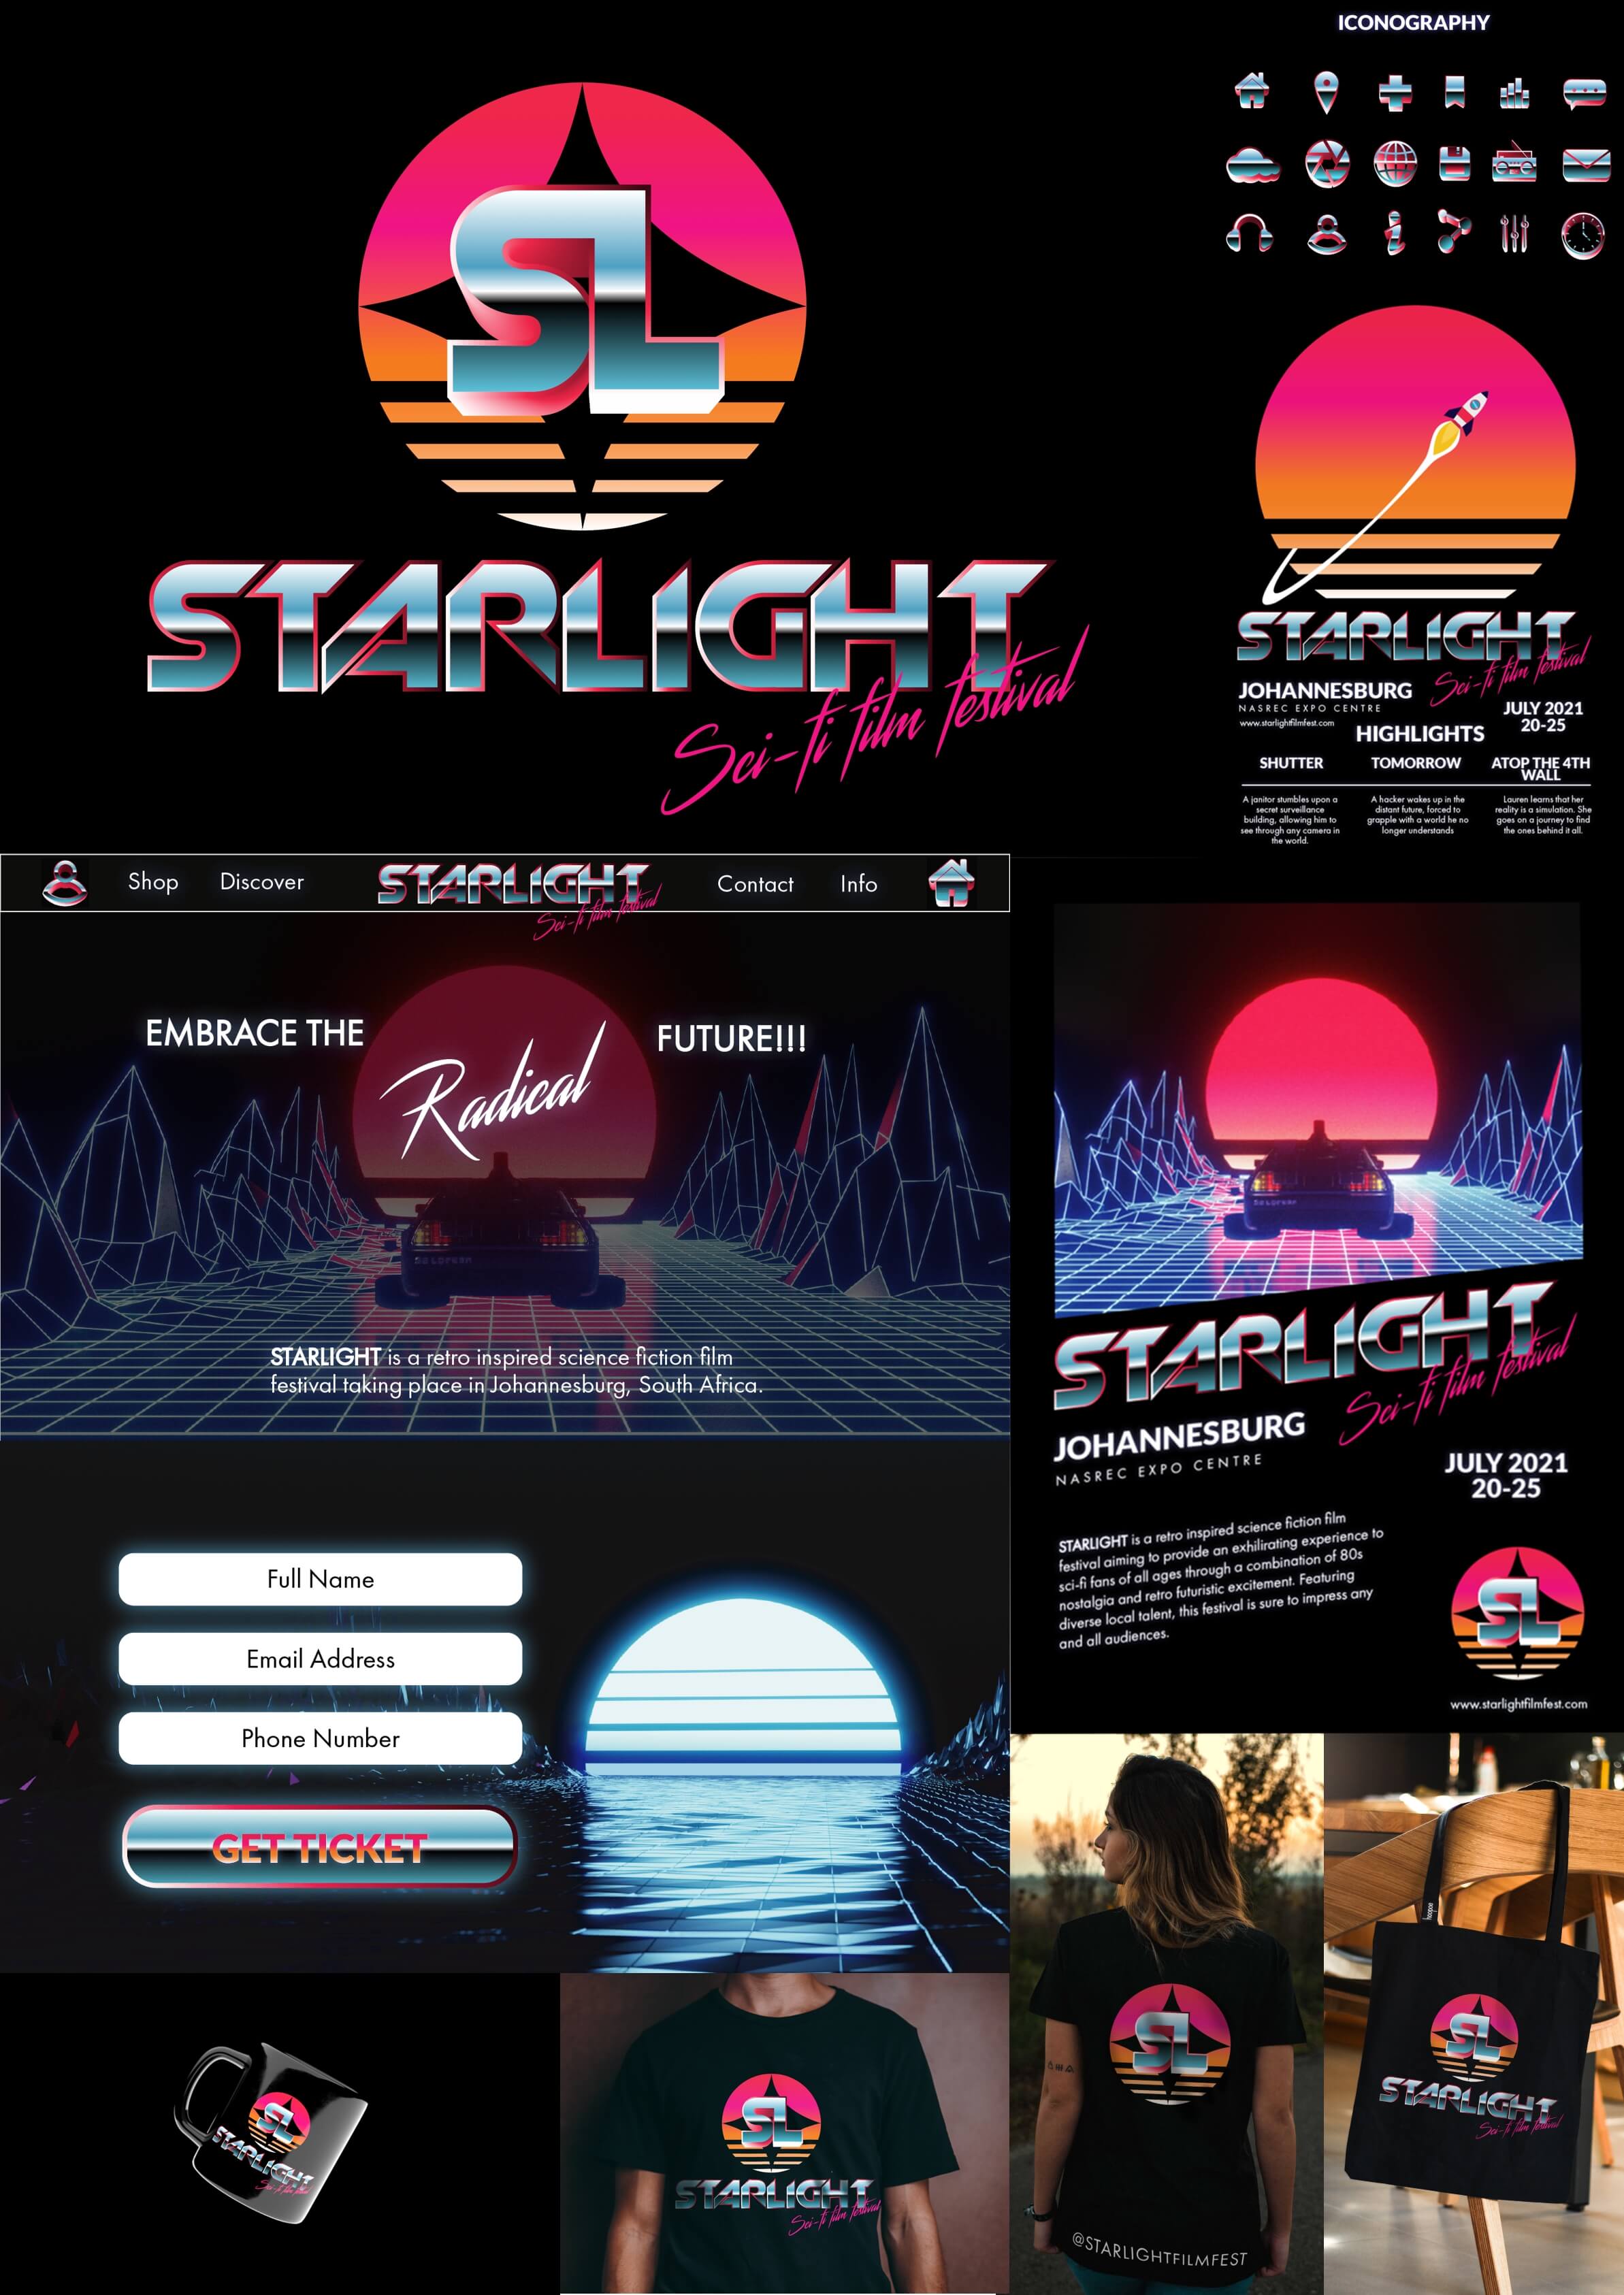 ICONOGRAPHY
SL
STARLIGHT
Sci-fi film festival
STARLIGHT
Sci-fi film festival
JOHANNESBURG
NASREC EXPO CENTRE
www.starlightfilmfest.com
JULY 2021
20-25
HIGHLIGHTS
SHUTTER
A janitor stumbles upon a
secret surveillance
building, allowing him to
see through any camera in
the world.
TOMORROW
A hacker wakes up in the
distant future, forced to
grapple with a world he no
longer understands
ATOP THE 4TH
WALL
Lauren learns that her
reality is a simulation. She
goes on a journey to find
the ones behind it all.
Shop Discover STARLIGHT Contact Info
Sci-fi film festival
EMBRACE THE Radical FUTURE!!!
STARLIGHT is a retro inspired science fiction film
festival taking place in Johannesburg, South Africa.
Full Name
Email Address
Phone Number
GET TICKET
STARLIGHT
Sci-fi film festival
JOHANNESBURG
NASREC EXPO CENTRE
JULY 2021
20-25
STARLIGHT is a retro inspired science fiction film
festival aiming to provide an exhilirating experience to
sci-fi fans of all ages through a combination of 80s
nostalgia and retro futuristic excitement. Featuring
diverse local talent, this festival is sure to impress any
and all audiences.
SL
www.starlightfilmfest.com
SL
STARLIGHT
Sci-fi film festival
SL
STARLIGHT
Sci-fi film festival
SL
@STARLIGHTFILMFEST
SL
STARLIGHT
Sci-fi film festival